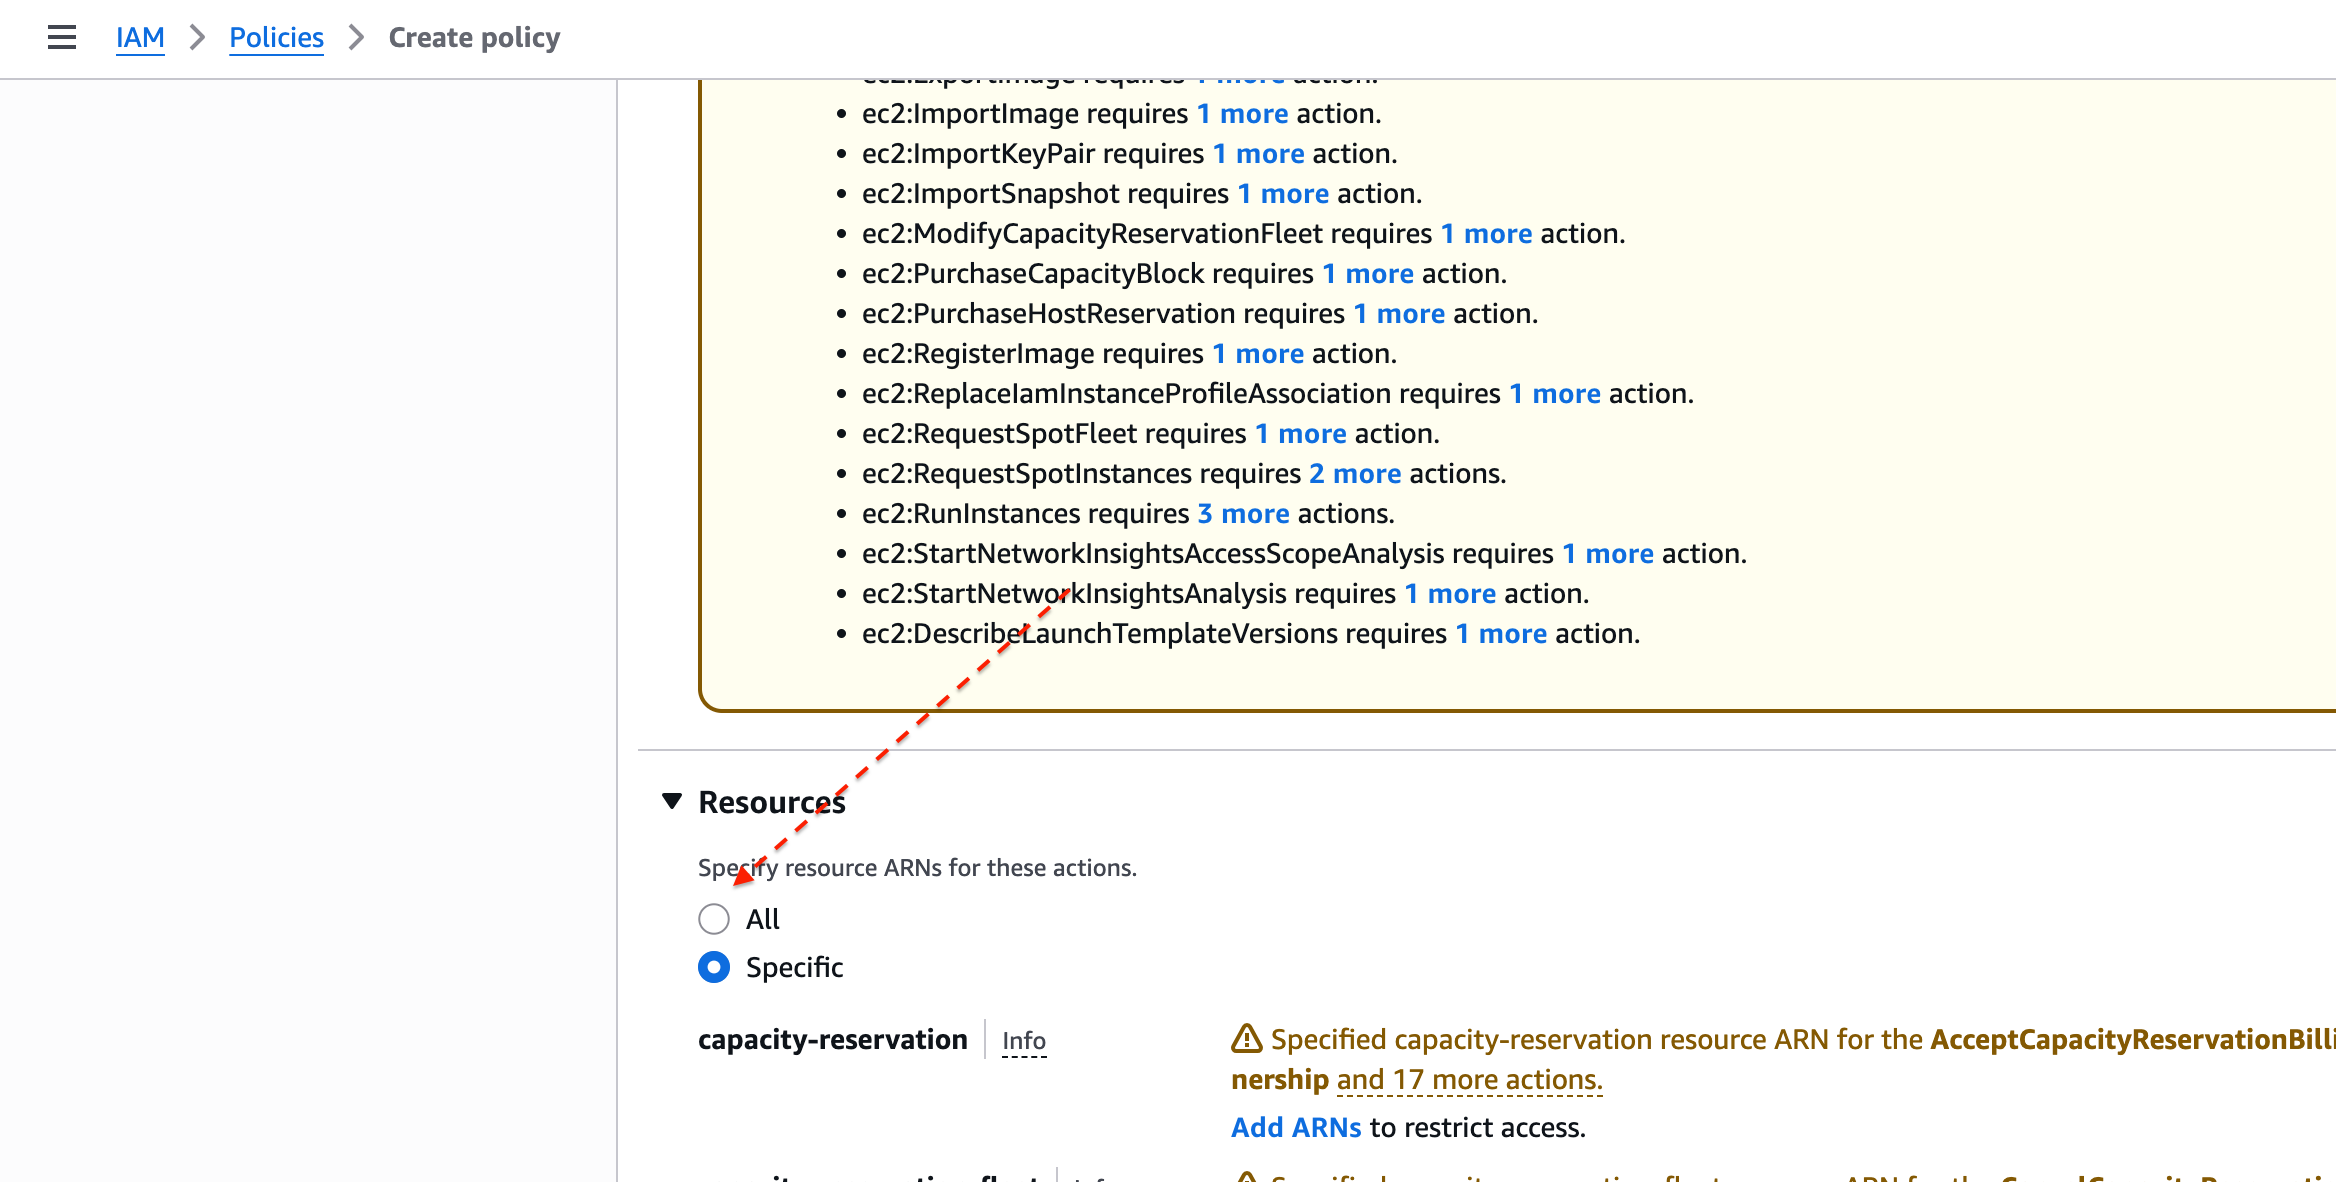 IAM > Policies > Create policy
ec2:ExportImage requires 1 more action.
• ec2:ImportImage requires 1 more action.
• ec2:ImportKeyPair requires 1 more action.
• ec2:ImportSnapshot requires 1 more action.
• ec2:ModifyCapacityReservationFleet requires 1 more action.
• ec2:PurchaseCapacityBlock requires 1 more action.
• ec2:PurchaseHostReservation requires 1 more action.
• ec2:RegisterImage requires 1 more action.
• ec2:ReplaceIamInstanceProfileAssociation requires 1 more action.
• ec2:RequestSpotFleet requires 1 more action.
• ec2:RequestSpotInstances requires 2 more actions.
• ec2:RunInstances requires 3 more actions.
• ec2:StartNetworkInsightsAccessScopeAnalysis requires 1 more action.
• ec2:StartNetworkInsightsAnalysis requires 1 more action.
• ec2:DescribeLaunchTemplateVersions requires 1 more action.
Resources
Specify resource ARNs for these actions.
All
Specific
capacity-reservation Info
Specified capacity-reservation resource ARN for the AcceptCapacityReservationBilli
nership and 17 more actions.
Add ARNs to restrict access.